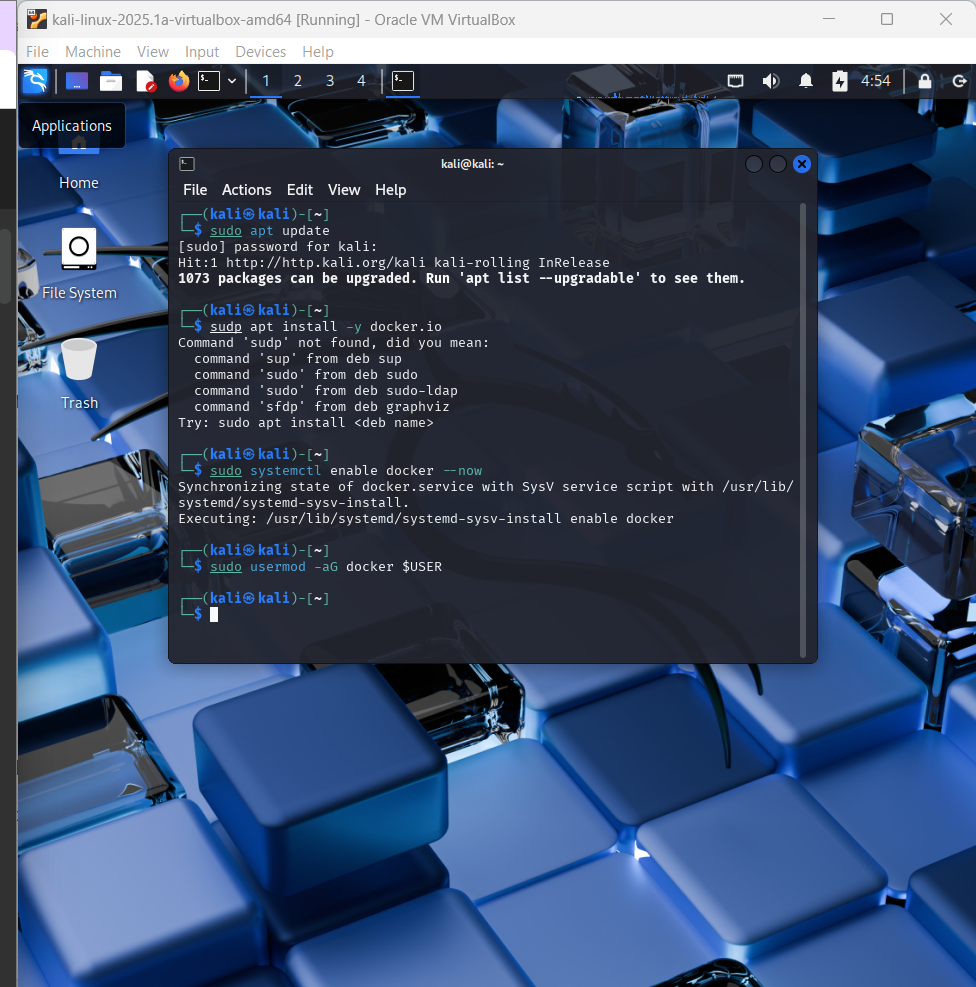 kali-linux-2025.1a-virtualbox-amd64 [Running] - Oracle VM VirtualBox
File Machine View Input Devices Help
1 2 3 4 4:54
Applications
Home
File System
Trash
kali@kali: ~
File Actions Edit View Help
┌──(kali㉿kali)-[~]
└─$ sudo apt update
[sudo] password for kali:
Hit:1 http://http.kali.org/kali kali-rolling InRelease
1073 packages can be upgraded. Run 'apt list --upgradable' to see them.
┌──(kali㉿kali)-[~]
└─$ sudp apt install -y docker.io
Command 'sudp' not found, did you mean:
  command 'sup' from deb sup
  command 'sudo' from deb sudo
  command 'sudo' from deb sudo-ldap
  command 'sfdp' from deb graphviz
Try: sudo apt install <deb name>
┌──(kali㉿kali)-[~]
└─$ sudo systemctl enable docker --now
Synchronizing state of docker.service with SysV service script with /usr/lib/
systemd/systemd-sysv-install.
Executing: /usr/lib/systemd/systemd-sysv-install enable docker
┌──(kali㉿kali)-[~]
└─$ sudo usermod -aG docker $USER
┌──(kali㉿kali)-[~]
└─$